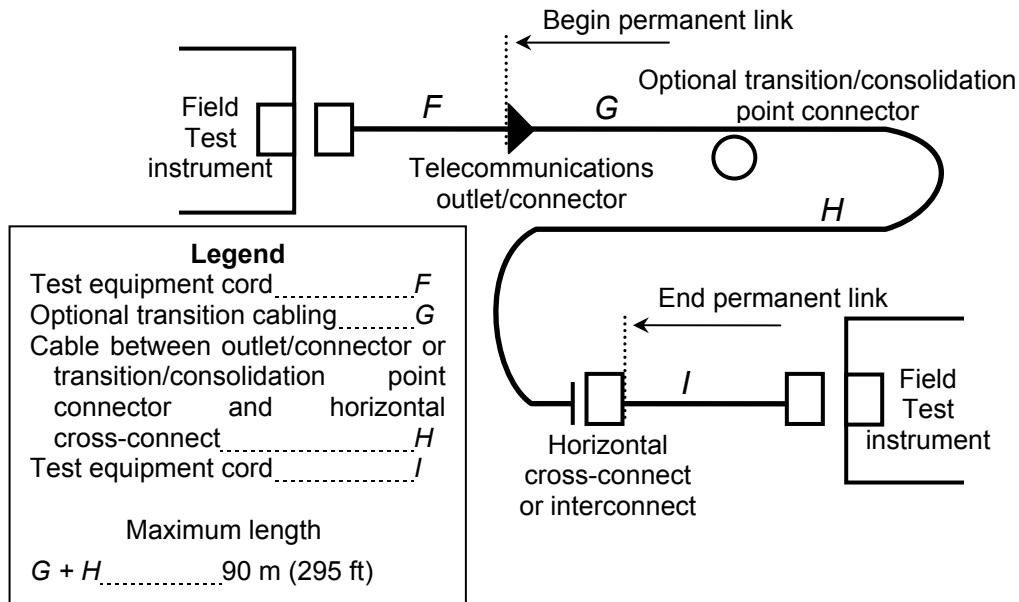 Begin permanent link
Optional transition/consolidation
point connector
Field
Test
instrument
F
G
Telecommunications
outlet/connector
H
Legend
Test equipment cord F
Optional transition cabling G
Cable between outlet/connector or
transition/consolidation point
connector and horizontal
cross-connect H
Test equipment cord I
Maximum length
G + H 90 m (295 ft)
End permanent link
I
Field
Test
instrument
Horizontal
cross-connect
or interconnect